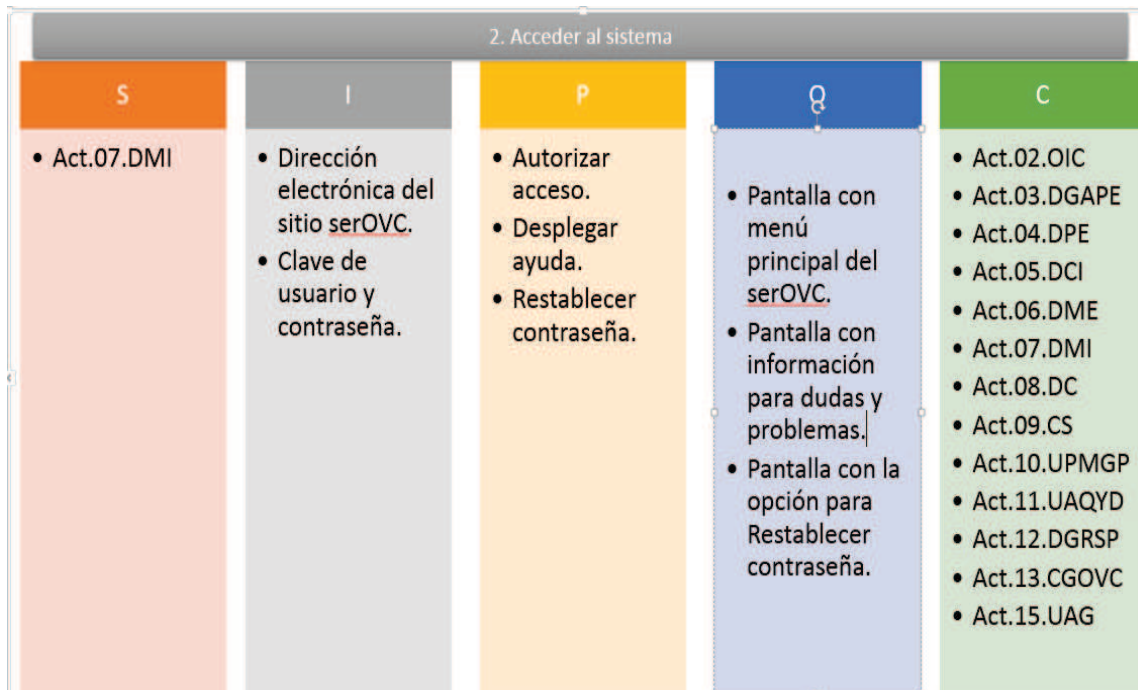 2. Acceder al sistema
S
• Act.07.DMI
I
• Dirección
electrónica del
sitio serOVC.
• Clave de
usuario y
contraseña.
P
• Autorizar
acceso.
• Desplegar
ayuda.
• Restablecer
contraseña.
O
• Pantalla con
menú
principal del
serOVC.
• Pantalla con
información
para dudas y
problemas.
• Pantalla con la
opción para
Restablecer
contraseña.
C
• Act.02.OIC
• Act.03.DGAPE
• Act.04.DPE
• Act.05.DCI
• Act.06.DME
• Act.07.DMI
• Act.08.DC
• Act.09.CS
• Act.10.UPMGP
• Act.11.UAQYD
• Act.12.DGRSP
• Act.13.CGOVC
• Act.15.UAG